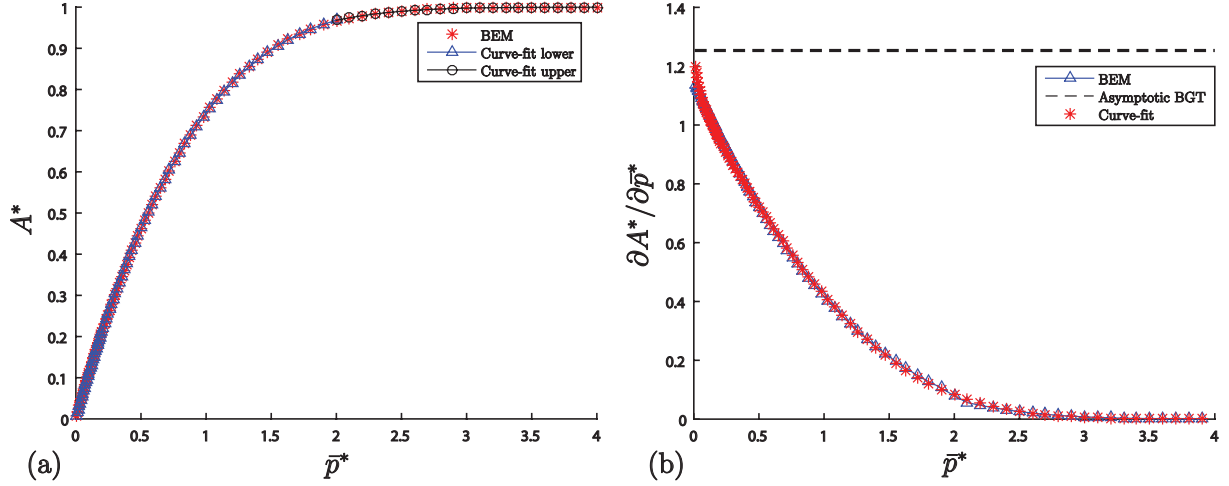 1
0.9
0.8
0.7
0.6
0.5
0.4
0.3
0.2
0.1
0
A*
BEM
Curve-fit lower
Curve-fit upper
0 0.5 1 1.5 2 2.5 3 3.5 4
(a)
p̄*
1.4
1.2
1
0.8
0.6
0.4
0.2
0
∂A*/∂p̄*
BEM
Asymptotic BGT
Curve-fit
0 0.5 1 1.5 2 2.5 3 3.5 4
(b)
p̄*